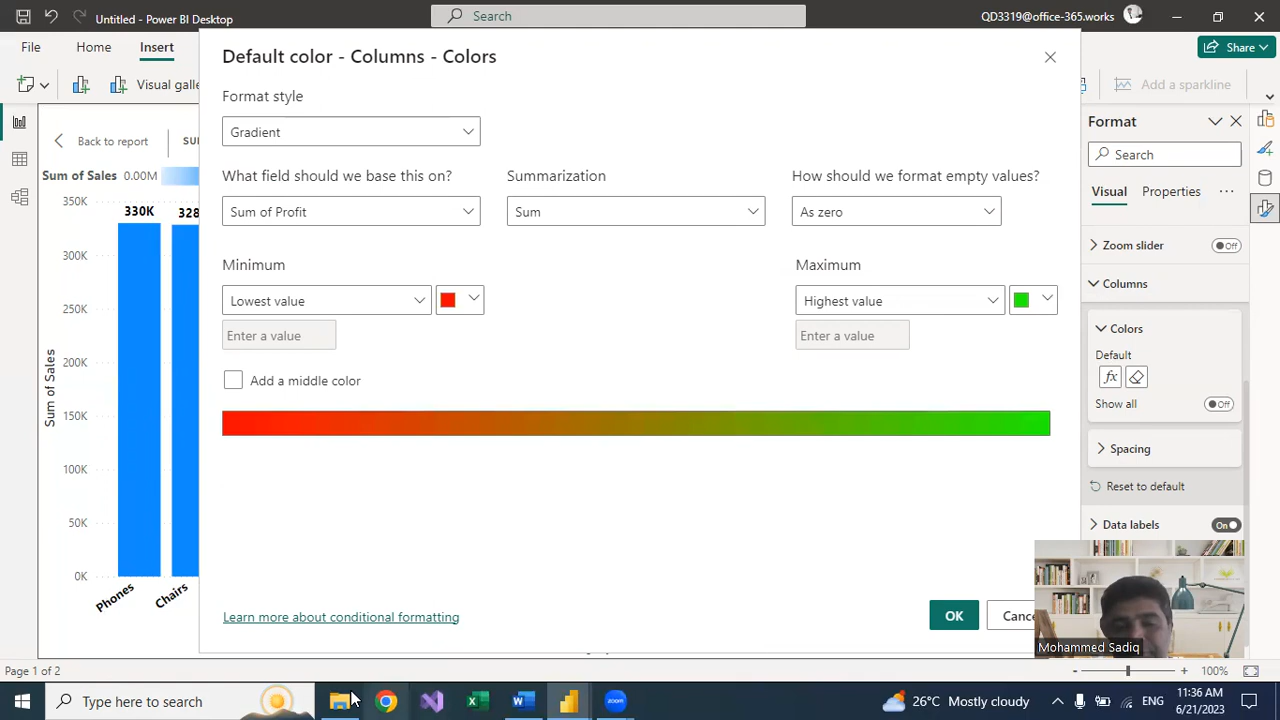 Untitled - Power BI Desktop
Search
QD3319@office-365.works
File
Home
Insert
Share
Visual
Add a sparkline
Default color - Columns - Colors
Format style
Gradient
What field should we base this on?
Summarization
How should we format empty values?
Sum of Profit
Sum
As zero
Minimum
Maximum
Lowest value
Highest value
Enter a value
Enter a value
Add a middle color
Learn more about conditional formatting
OK
Back to report
Sum of Sales
0.00M
350K
300K
250K
200K
150K
100K
50K
0K
Sum of Sales
330K
Phones
Chairs
Format
Search
Visual
Properties
Zoom slider
Off
Columns
Colors
Default
fx
Show all
Off
Spacing
Reset to default
Data labels
On
Mohammed Sadiq
Page 1 of 2
- + 100%
Type here to search
26°C Mostly cloudy
ENG
11:36 AM
6/21/2023